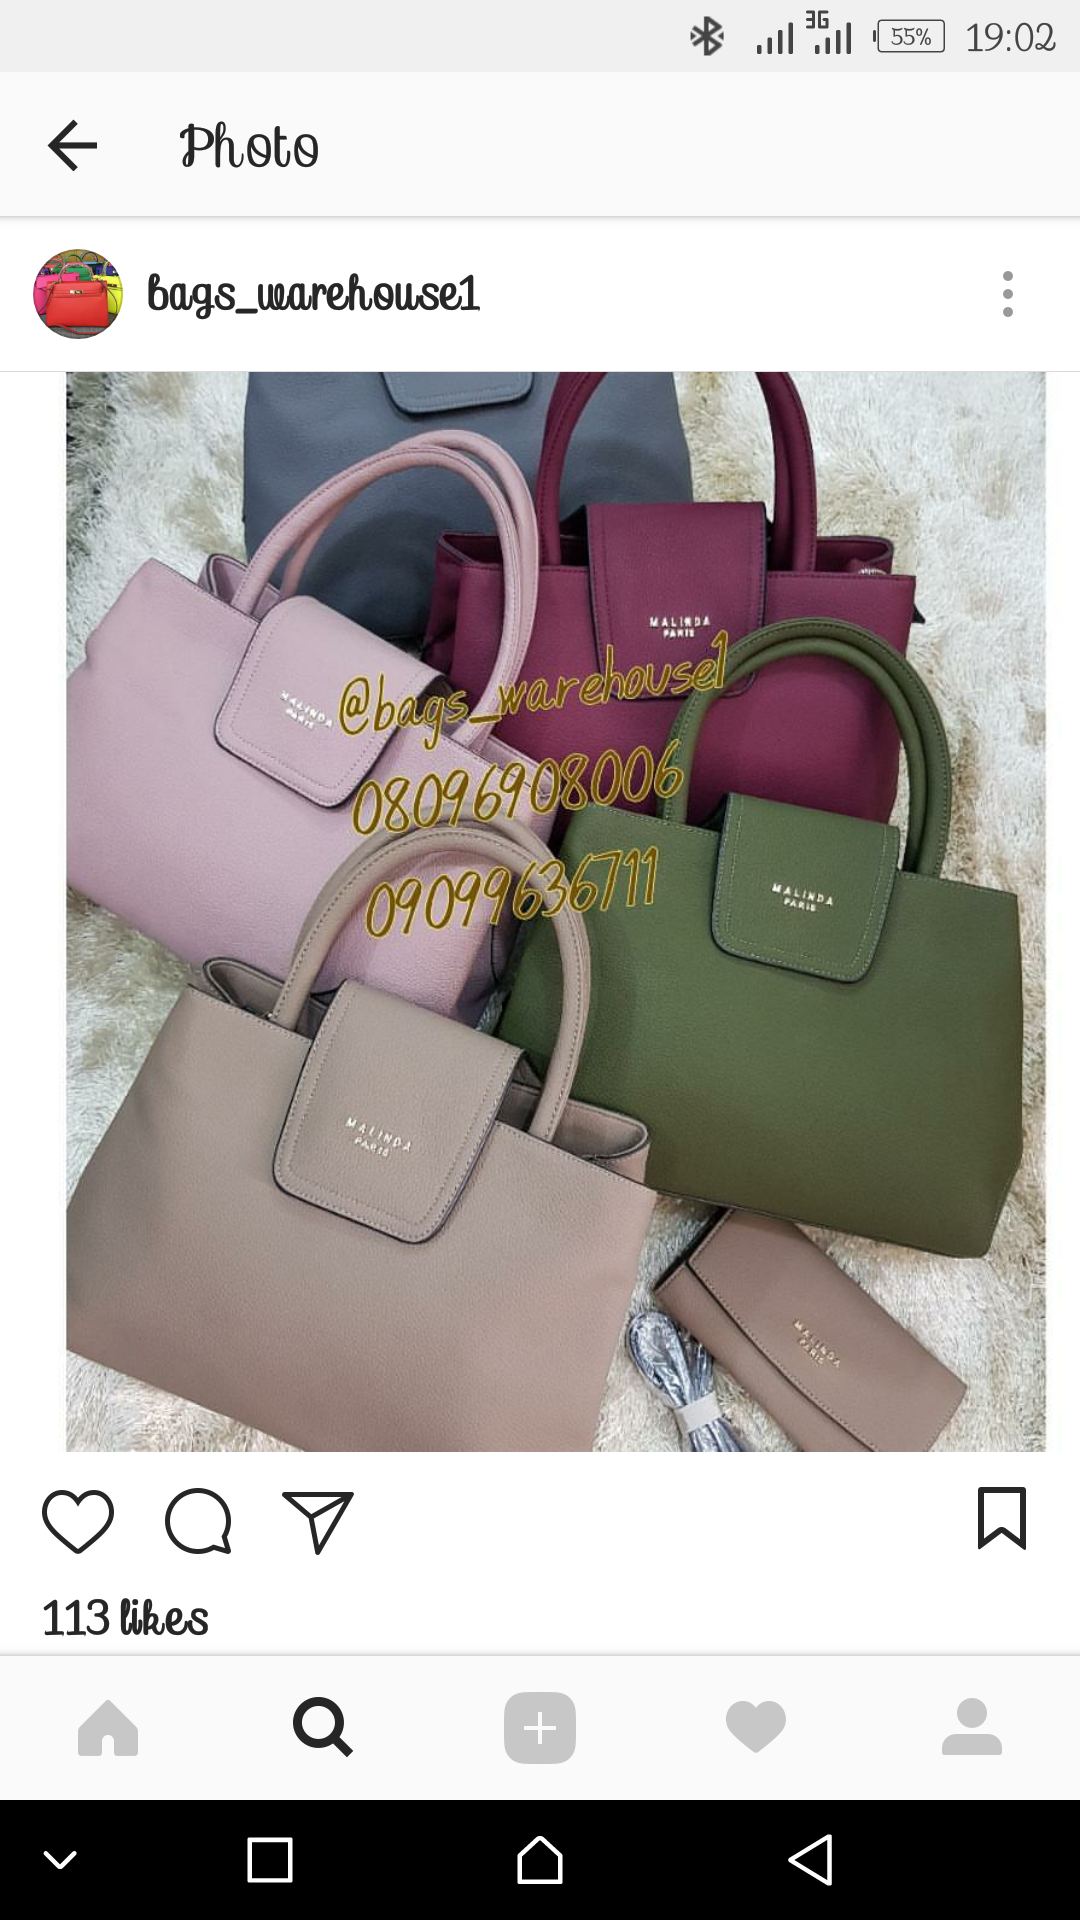 3G
55%
19:02
Photo
bags_warehouse1
MALINDA
PARIS
MALINDA
PARIS
@bags_warehouse1
08096908006
09099636711
MALINDA
PARIS
MALINDA
PARIS
MALINDA
PARIS
113 likes